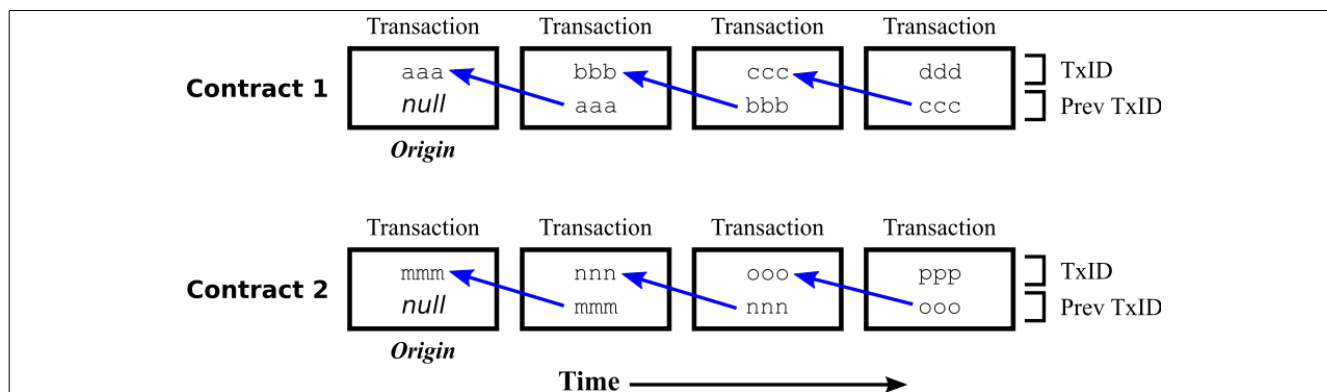 Transaction Transaction Transaction Transaction
aaa bbb ccc ddd TxID
Contract 1
null aaa bbb ccc Prev TxID
Origin
Transaction Transaction Transaction Transaction
mmm nnn ooo ppp TxID
Contract 2
null mmm nnn ooo Prev TxID
Origin
Time